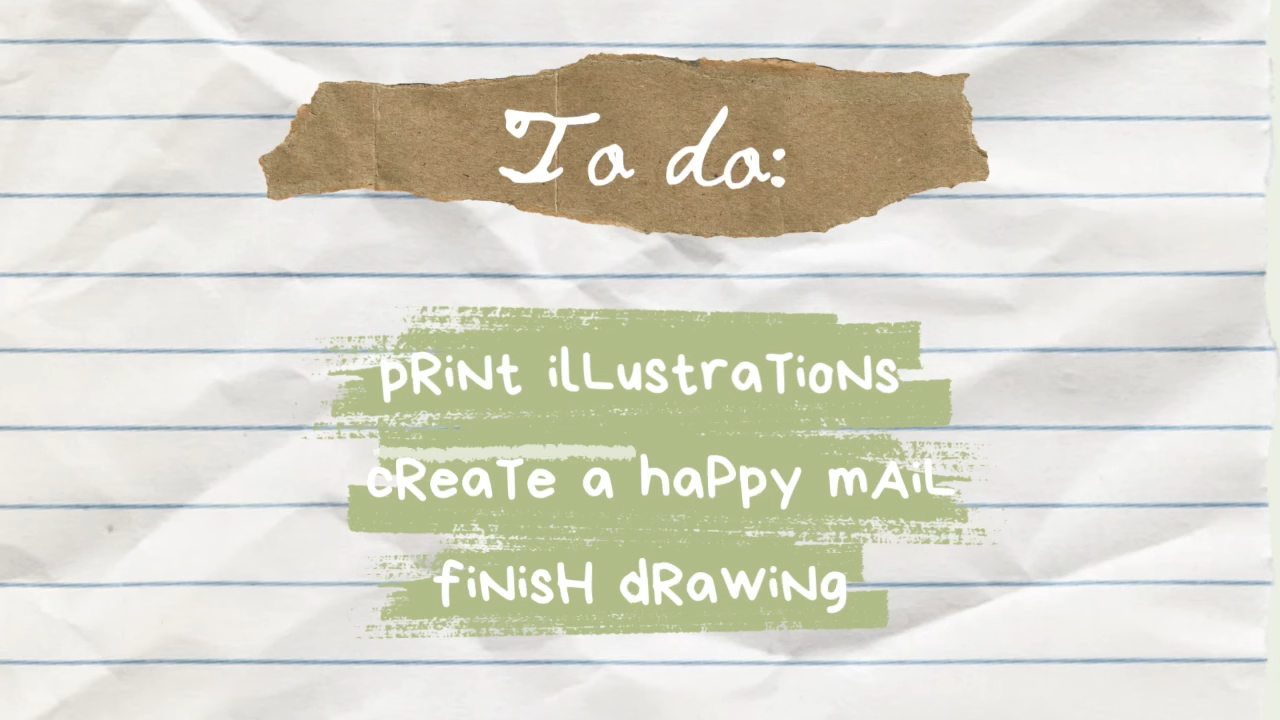 To do:
pRiNt ilLustraTioNs
cReaTe a haPpy mAiL
fiNisH dRaWiNg